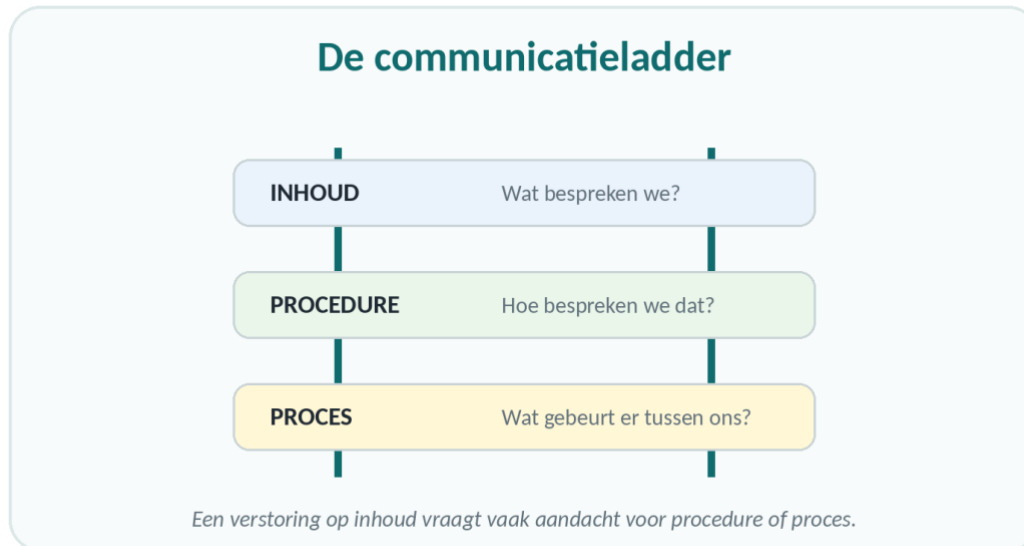 De communicatieladder
INHOUD Wat bespreken we?
PROCEDURE Hoe bespreken we dat?
PROCES Wat gebeurt er tussen ons?
Een verstoring op inhoud vraagt vaak aandacht voor procedure of proces.